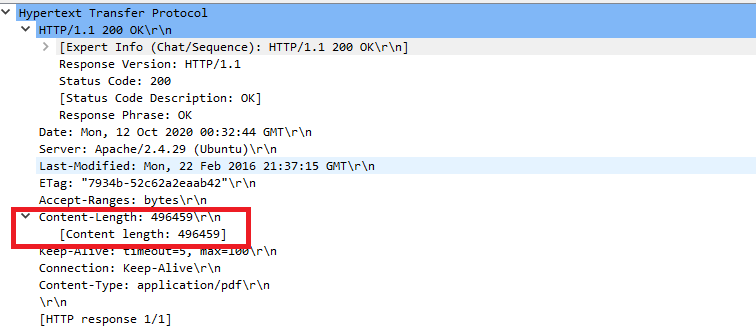 Hypertext Transfer Protocol
HTTP/1.1 200 OK\r\n
[Expert Info (Chat/Sequence): HTTP/1.1 200 OK\r\n]
Response Version: HTTP/1.1
Status Code: 200
[Status Code Description: OK]
Response Phrase: OK
Date: Mon, 12 Oct 2020 00:32:44 GMT\r\n
Server: Apache/2.4.29 (Ubuntu)\r\n
Last-Modified: Mon, 22 Feb 2016 21:37:15 GMT\r\n
ETag: "7934b-52c62a2eaab42"\r\n
Accept-Ranges: bytes\r\n
Content-Length: 496459\r\n
[Content length: 496459]
Keep-Alive: timeout=5, max=100\r\n
Connection: Keep-Alive\r\n
Content-Type: application/pdf\r\n
\r\n
[HTTP response 1/1]